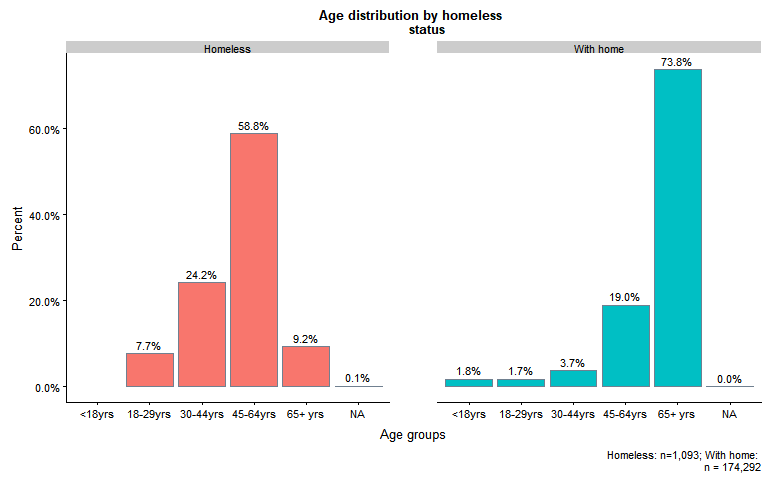 Age distribution by homeless
status
Homeless
With home
73.8%
58.8%
24.2%
7.7%
9.2%
0.1%
1.8%
1.7%
3.7%
19.0%
0.0%
60.0%
40.0%
20.0%
0.0%
Percent
<18yrs 18-29yrs 30-44yrs 45-64yrs 65+ yrs NA
<18yrs 18-29yrs 30-44yrs 45-64yrs 65+ yrs NA
Age groups
Homeless: n=1,093; With home:
n = 174,292